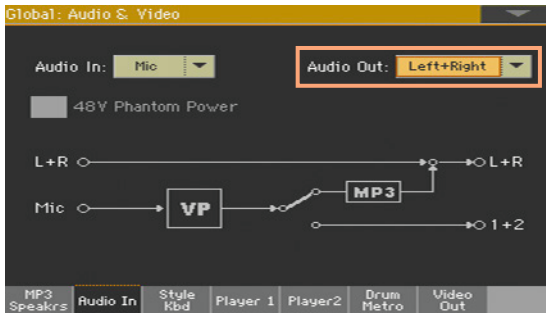 Global: Audio & Video
Audio In: Mic
Audio Out: Left+Right
48V Phantom Power
L+R
L+R
MP3
Mic
VP
1+2
MP3 Speakrs
Audio In
Style Kbd
Player 1
Player2
Drum Metro
Video Out